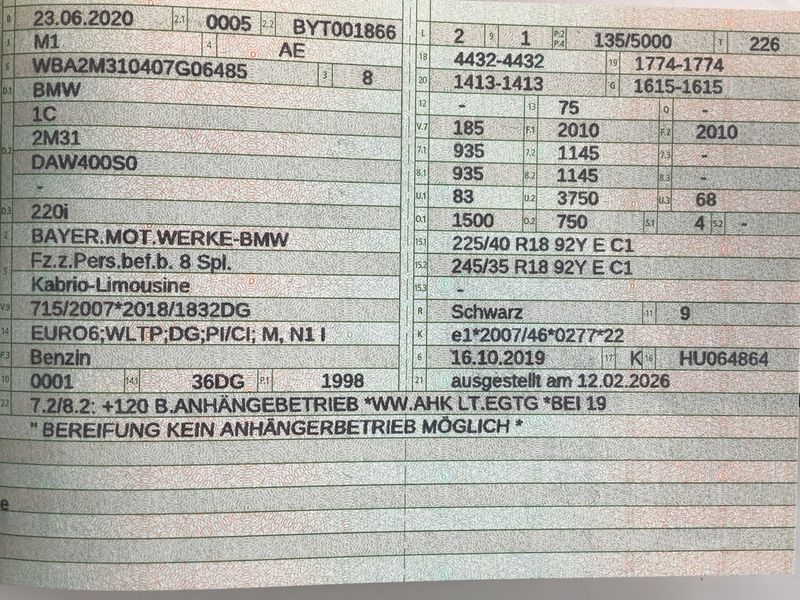 B 23.06.2020 2.1 0005 2.2 BYT001866
J M1 4 AE
E WBA2M310407G06485 3 8
D.1 BMW
1C
2M31
D.2 DAW400S0
-
D.3 220i
2 BAYER.MOT.WERKE-BMW
Fz.z.Pers.bef.b. 8 Spl.
5 Kabrio-Limousine
V.9 715/2007*2018/1832DG
14 EURO6;WLTP;DG;PI/CI; M, N1 I
P.3 Benzin
10 0001 14.1 36DG P.1 1998
L 2 9 1 P.2 P.4 135/5000 T 226
18 4432-4432 19 1774-1774
20 1413-1413 G 1615-1615
12 - 13 75 Q -
V.7 185 F.1 2010 F.2 2010
7.1 935 7.2 1145 7.3 -
8.1 935 8.2 1145 8.3 -
U.1 83 U.2 3750 U.3 68
O.1 1500 O.2 750 S.1 4 S.2 -
15.1 225/40 R18 92Y E C1
15.2 245/35 R18 92Y E C1
15.3 -
R Schwarz 11 9
K e1*2007/46*0277*22
6 16.10.2019 17 K 16 HU064864
21 ausgestellt am 12.02.2026
22 7.2/8.2: +120 B.ANHÄNGEBETRIEB *WW.AHK LT.EGTG *BEI 19
" BEREIFUNG KEIN ANHÄNGERBETRIEB MÖGLICH *
e